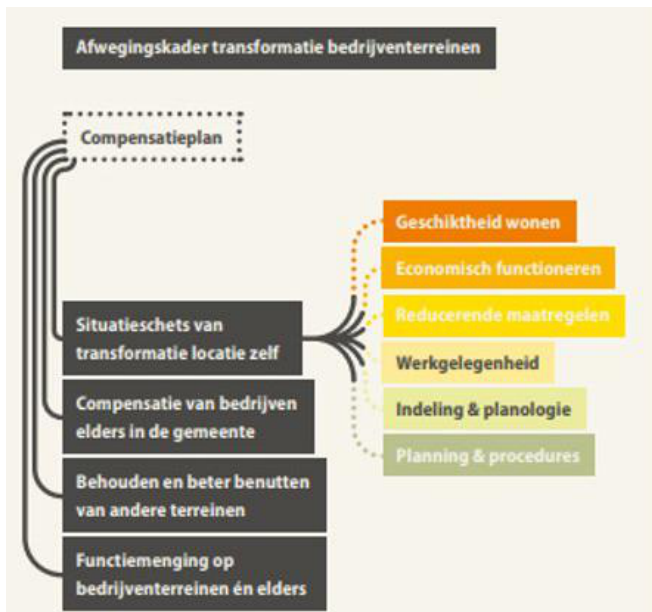 Afwegingskader transformatie bedrijventerreinen
Compensatieplan
Situatieschets van
transformatie locatie zelf
Compensatie van bedrijven
elders in de gemeente
Behouden en beter benutten
van andere terreinen
Functiemenging op
bedrijventerreinen én elders
Geschiktheid wonen
Economisch functioneren
Reducerende maatregelen
Werkgelegenheid
Indeling & planologie
Planning & procedures